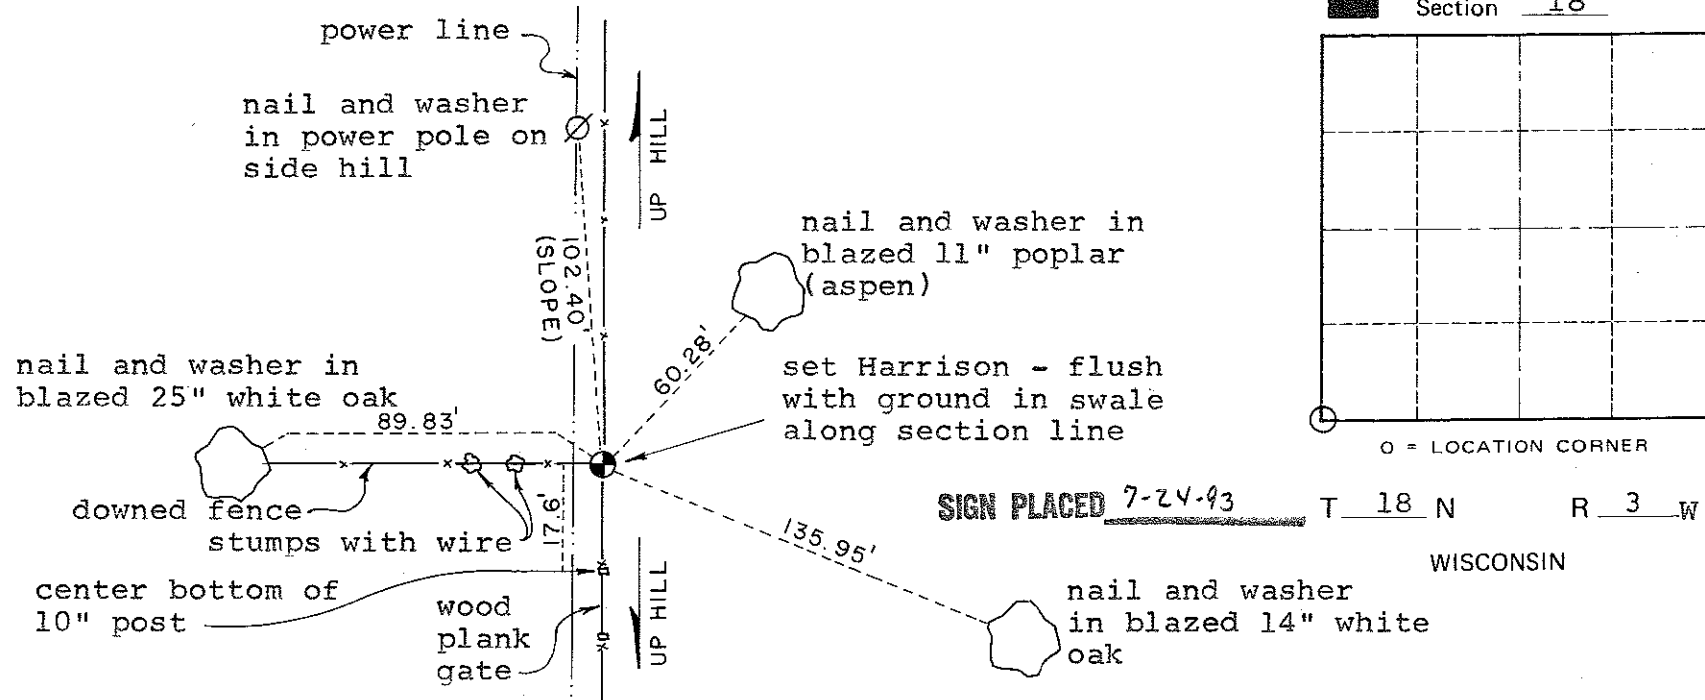 power line
nail and washer
in power pole on
side hill
UP HILL
102.40'
(SLOPE)
nail and washer in
blazed 11" poplar
(aspen)
60.28'
nail and washer in
blazed 25" white oak
89.83'
set Harrison - flush
with ground in swale
along section line
downed fence
stumps with wire
17.6'
center bottom of
10" post
wood
plank
gate
UP HILL
135.95'
nail and washer
in blazed 14" white
oak
Section 18
O = LOCATION CORNER
SIGN PLACED 7-24-93 T 18 N R 3 W
WISCONSIN